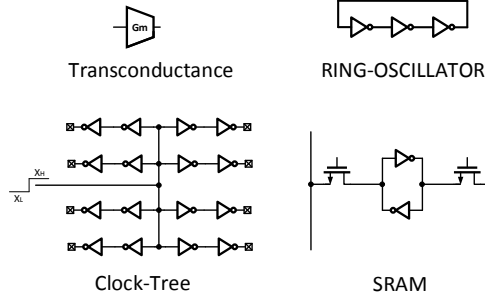 Gm
Transconductance
RING-OSCILLATOR
XH
XL
Clock-Tree
SRAM